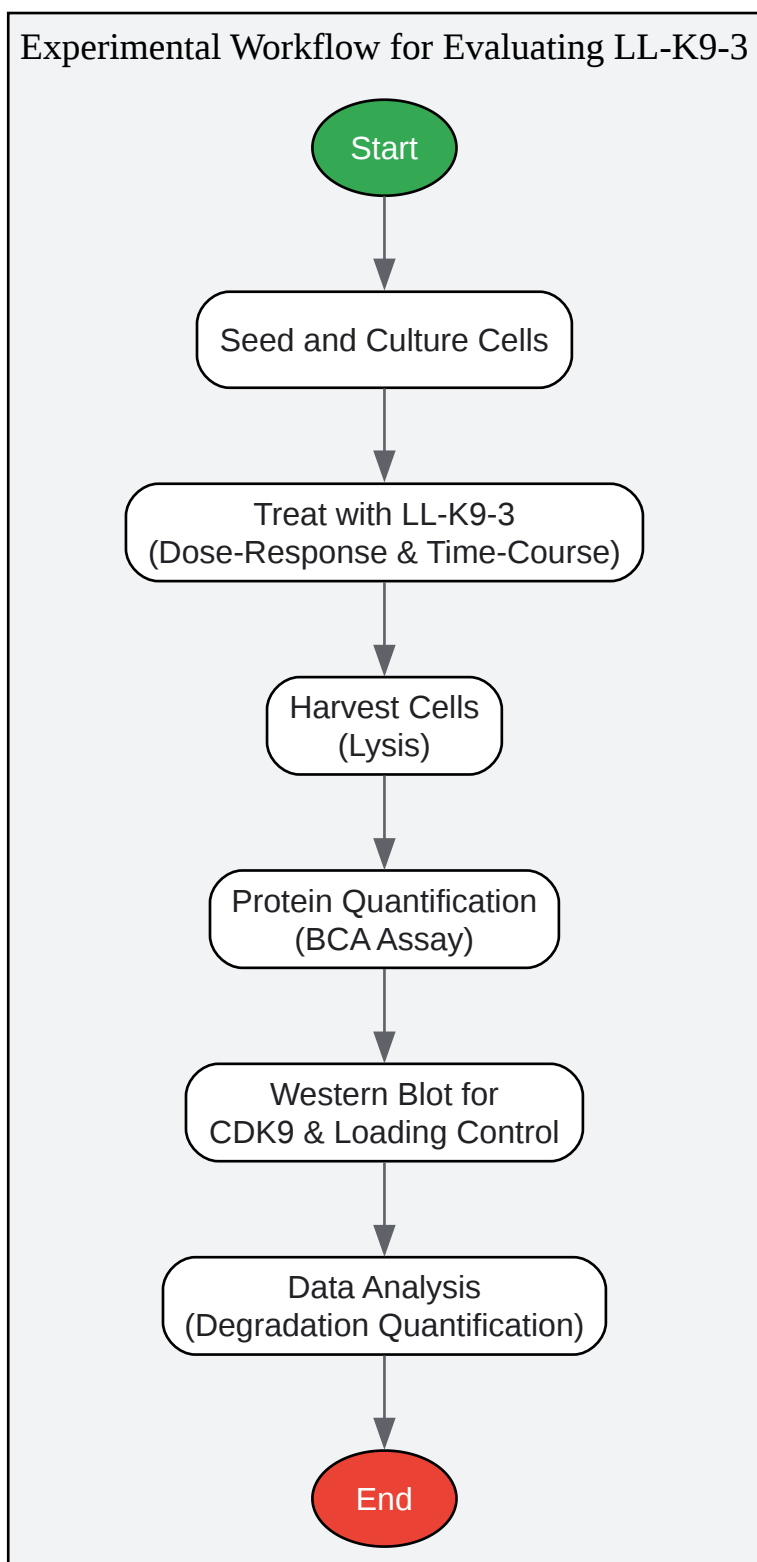 Experimental Workflow for Evaluating LL-K9-3
Start
Seed and Culture Cells
Treat with LL-K9-3
(Dose-Response & Time-Course)
Harvest Cells
(Lysis)
Protein Quantification
(BCA Assay)
Western Blot for
CDK9 & Loading Control
Data Analysis
(Degradation Quantification)
End